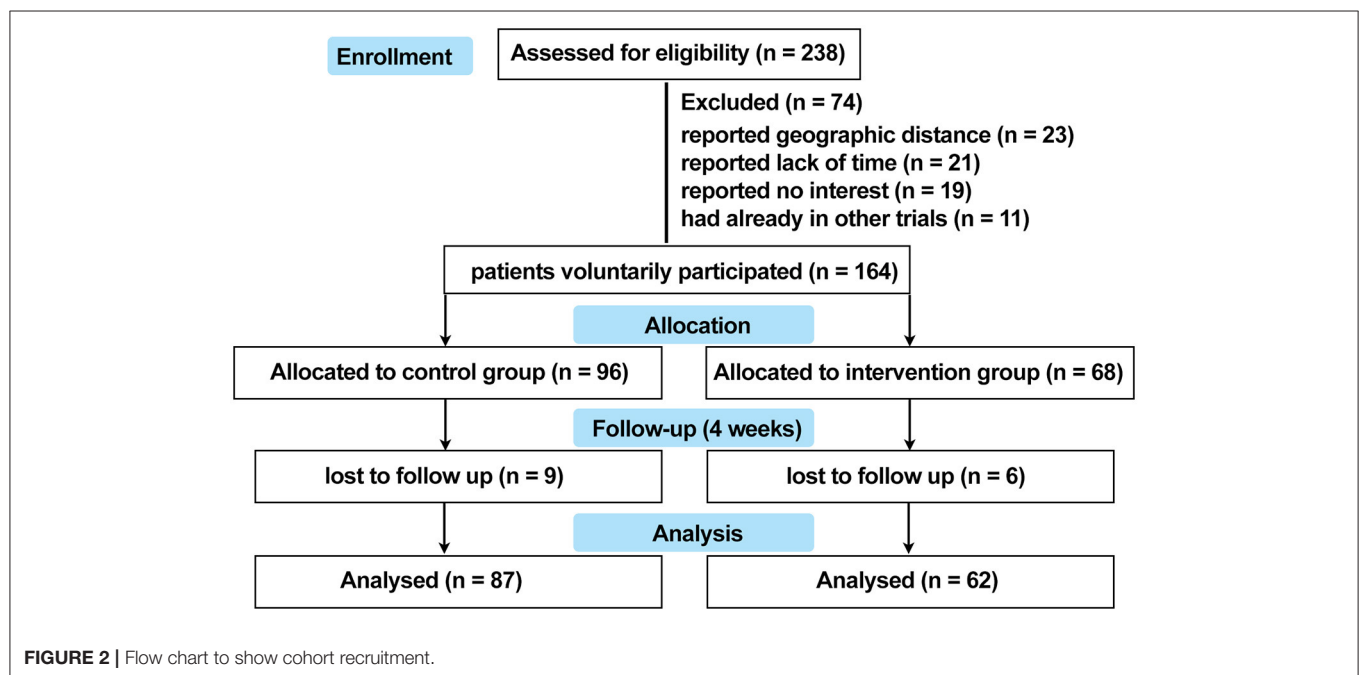 Enrollment
Assessed for eligibility (n = 238)
Excluded (n = 74)
reported geographic distance (n = 23)
reported lack of time (n = 21)
reported no interest (n = 19)
had already in other trials (n = 11)
patients voluntarily participated (n = 164)
Allocation
Allocated to control group (n = 96)
Allocated to intervention group (n = 68)
Follow-up (4 weeks)
lost to follow up (n = 9)
lost to follow up (n = 6)
Analysis
Analysed (n = 87)
Analysed (n = 62)
FIGURE 2 | Flow chart to show cohort recruitment.